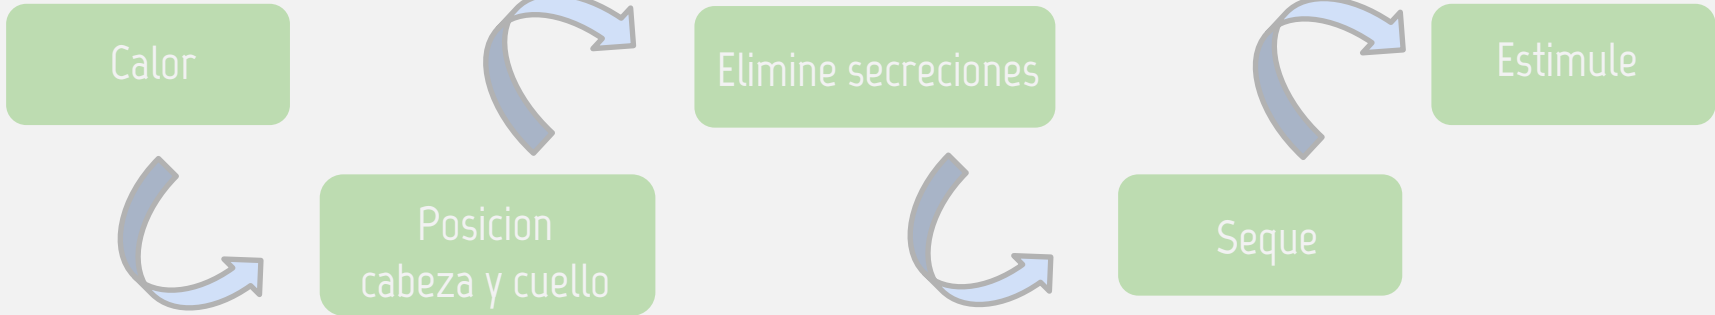 Calor
Posicion
cabeza y cuello
Elimine secreciones
Seque
Estimule